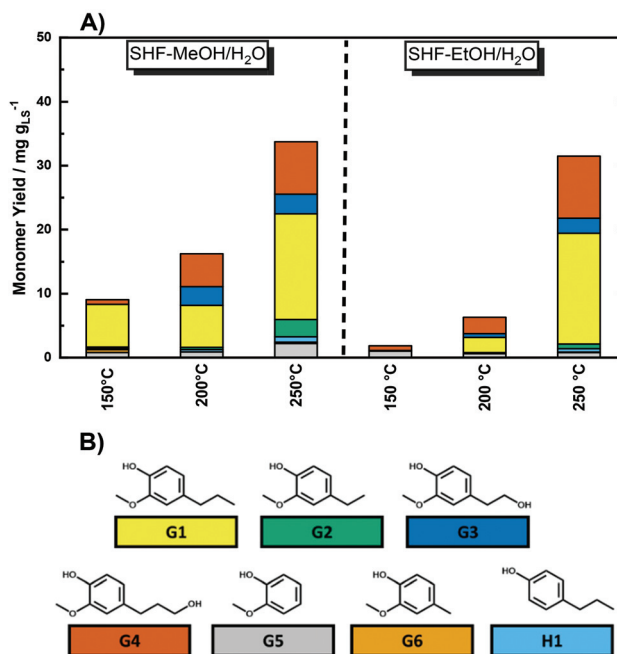 A)
SHF-MeOH/H₂O
SHF-EtOH/H₂O
Monomer Yield / mg gLS⁻¹
50
40
30
20
10
0
150°C
200°C
250°C
150 °C
200 °C
250 °C
B)
HO
O
G1
HO
O
G2
HO
O
OH
G3
HO
O
OH
G4
HO
O
G5
HO
O
G6
HO
H1